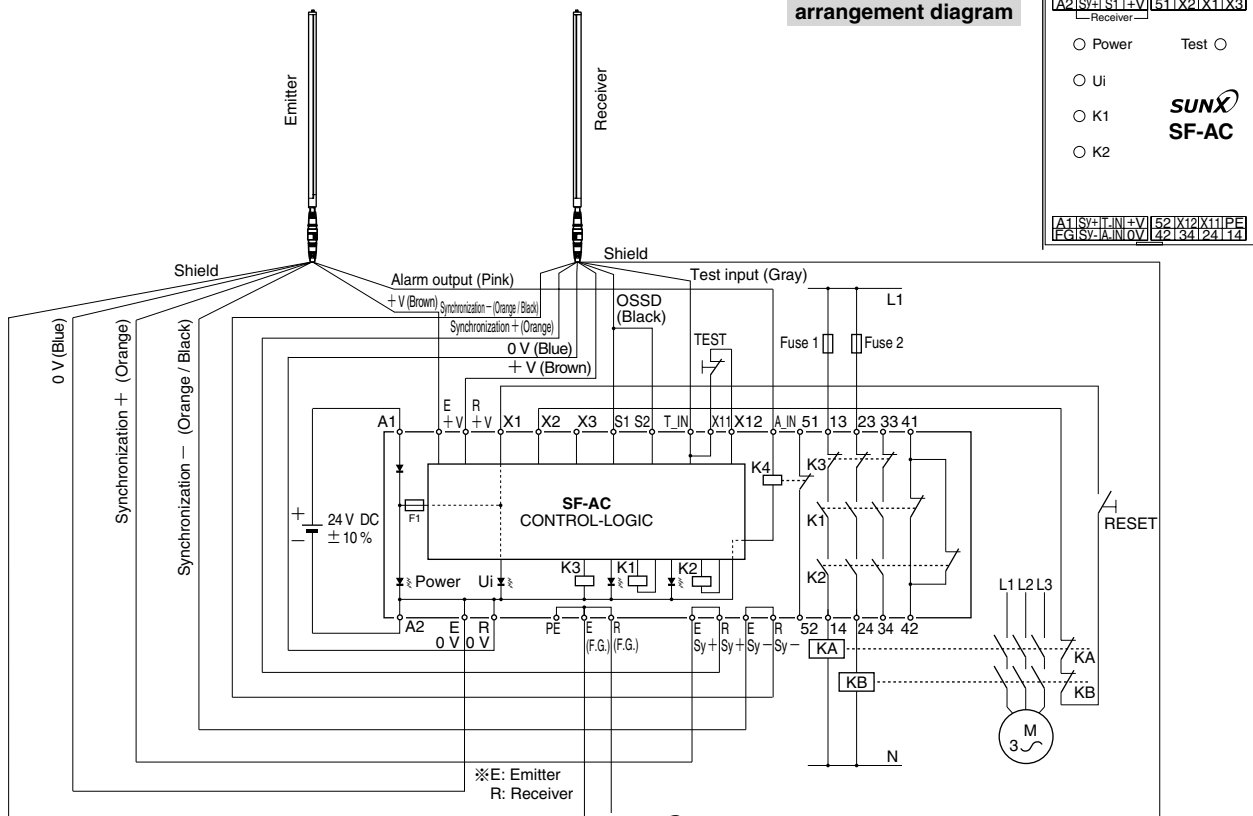 arrangement diagram
A2 Sy+ S1 +V 51 X2 X1 X3
Receiver
Power
Test
Ui
K1
K2
SUNX
SF-AC
A1 Sy+ T_IN +V 52 X12 X11 PE
FG Sy- A_IN 0V 42 34 24 14
Emitter
Receiver
Shield
Shield
Alarm output (Pink)
Test input (Gray)
+V (Brown)
Synchronization − (Orange / Black)
Synchronization + (Orange)
OSSD
(Black)
0 V (Blue)
+V (Brown)
TEST
L1
Fuse 1
Fuse 2
0 V (Blue)
Synchronization + (Orange)
Synchronization − (Orange / Black)
A1
E
+V
R
+V
X1
X2
X3
S1
S2
T_IN
X11
X12
A_IN
51
13
23
33
41
K4
K3
SF-AC
CONTROL-LOGIC
F1
K1
RESET
+
−
24 V DC
± 10 %
K2
Power
Ui
K3
K1
K2
L1 L2 L3
A2
E
0 V
R
0 V
PE
E
(F.G.)
R
(F.G.)
E
Sy+
R
Sy+
E
Sy−
R
Sy−
52
14
24
34
42
KA
KA
KB
KB
M
3
N
※E: Emitter
R: Receiver